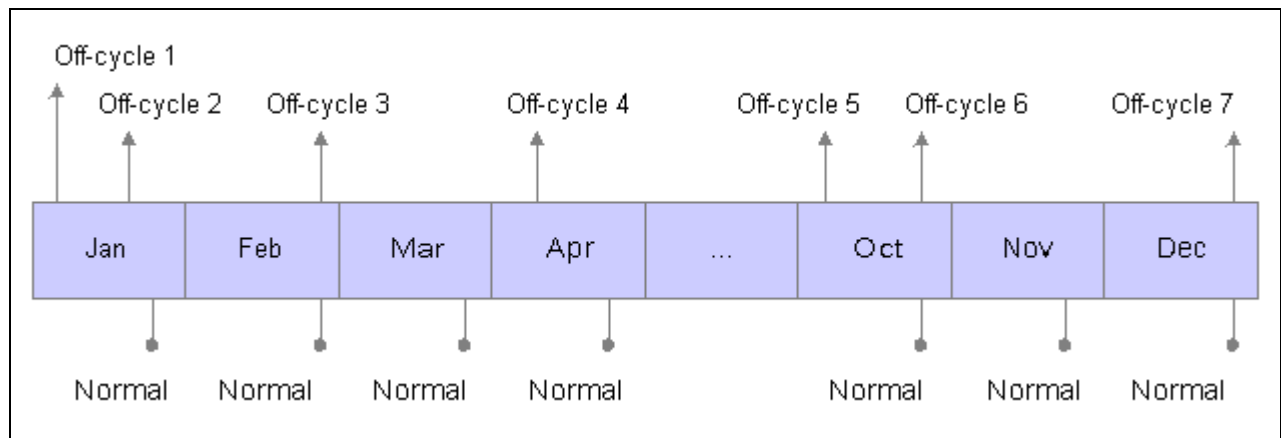 Off-cycle 1
Off-cycle 2 Off-cycle 3 Off-cycle 4 Off-cycle 5 Off-cycle 6 Off-cycle 7
Jan Feb Mar Apr ... Oct Nov Dec
Normal Normal Normal Normal Normal Normal Normal